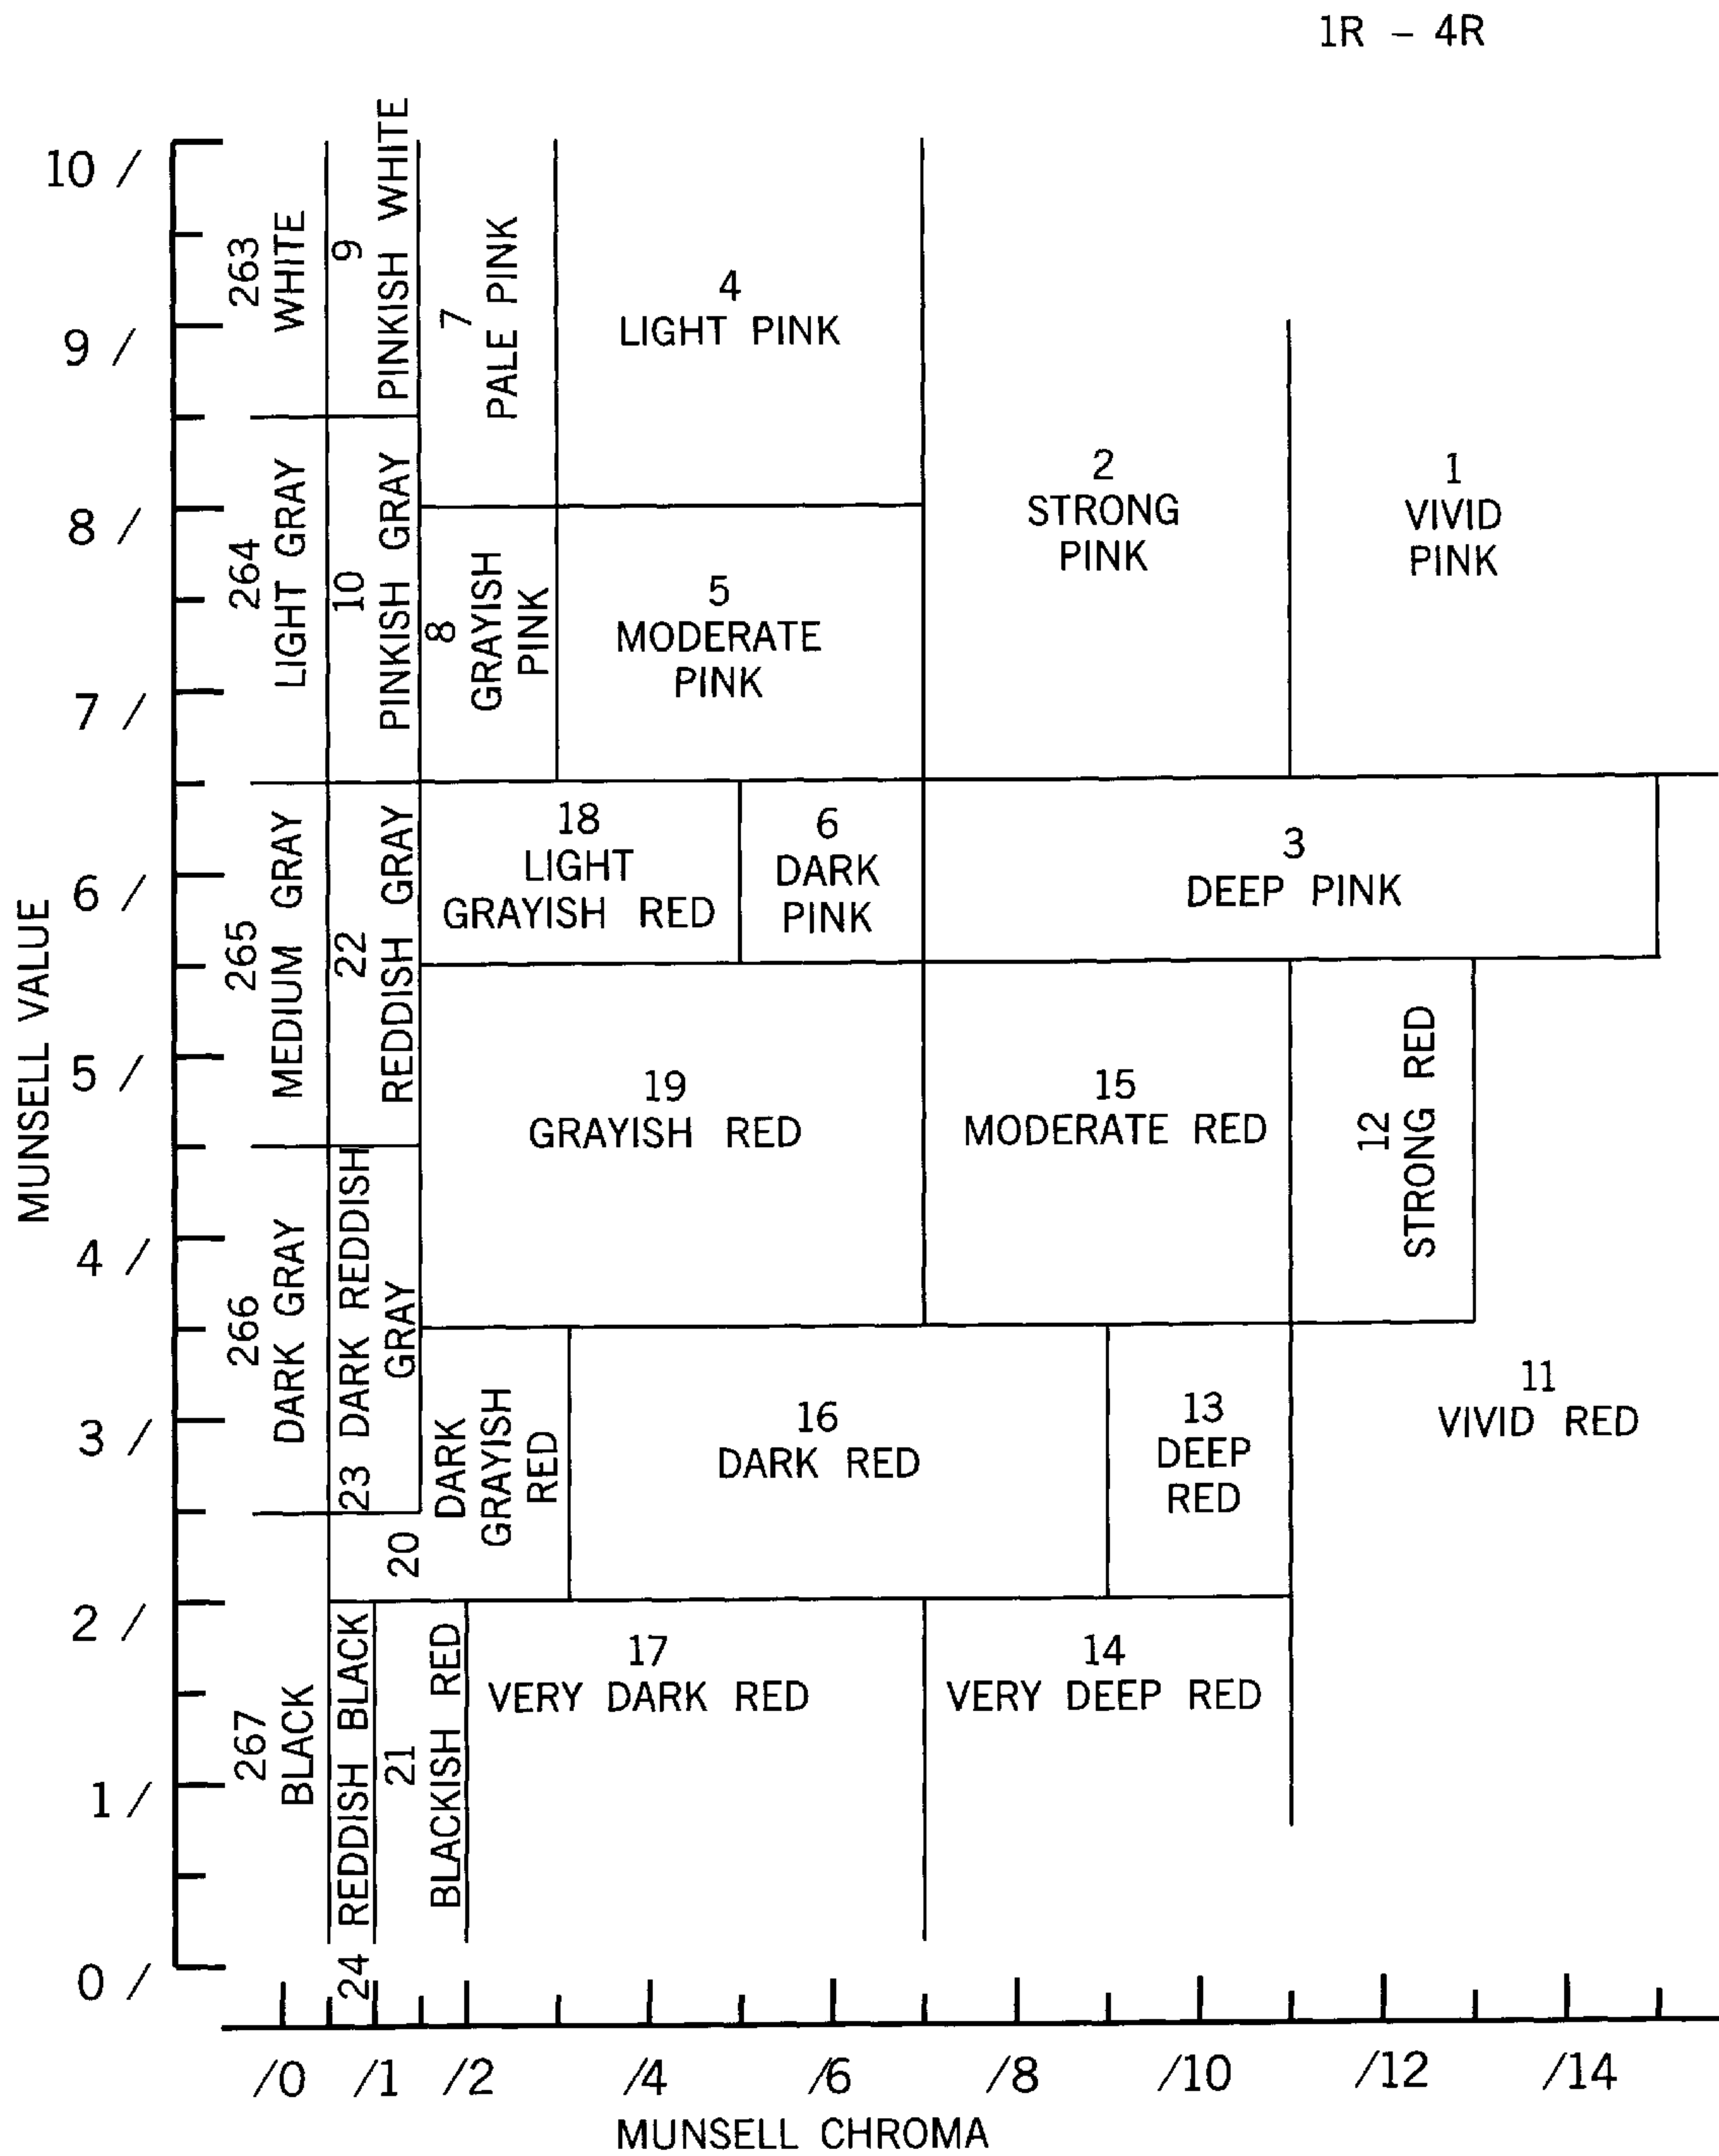 1R – 4R
MUNSELL VALUE
10 /
9 /
8 /
7 /
6 /
5 /
4 /
3 /
2 /
1 /
0 /
263
WHITE
9
PINKISH WHITE
7
PALE PINK
4
LIGHT PINK
2
STRONG
PINK
1
VIVID
PINK
264
LIGHT GRAY
10
PINKISH GRAY
8
GRAYISH
PINK
5
MODERATE
PINK
265
MEDIUM GRAY
22
REDDISH GRAY
18
LIGHT
GRAYISH RED
6
DARK
PINK
3
DEEP PINK
19
GRAYISH RED
15
MODERATE RED
12
STRONG RED
266
DARK GRAY
23 DARK REDDISH
GRAY
20
DARK
GRAYISH
RED
16
DARK RED
13
DEEP
RED
11
VIVID RED
267
BLACK
24 REDDISH BLACK
21
BLACKISH RED
17
VERY DARK RED
14
VERY DEEP RED
/0 /1 /2 /4 /6 /8 /10 /12 /14
MUNSELL CHROMA